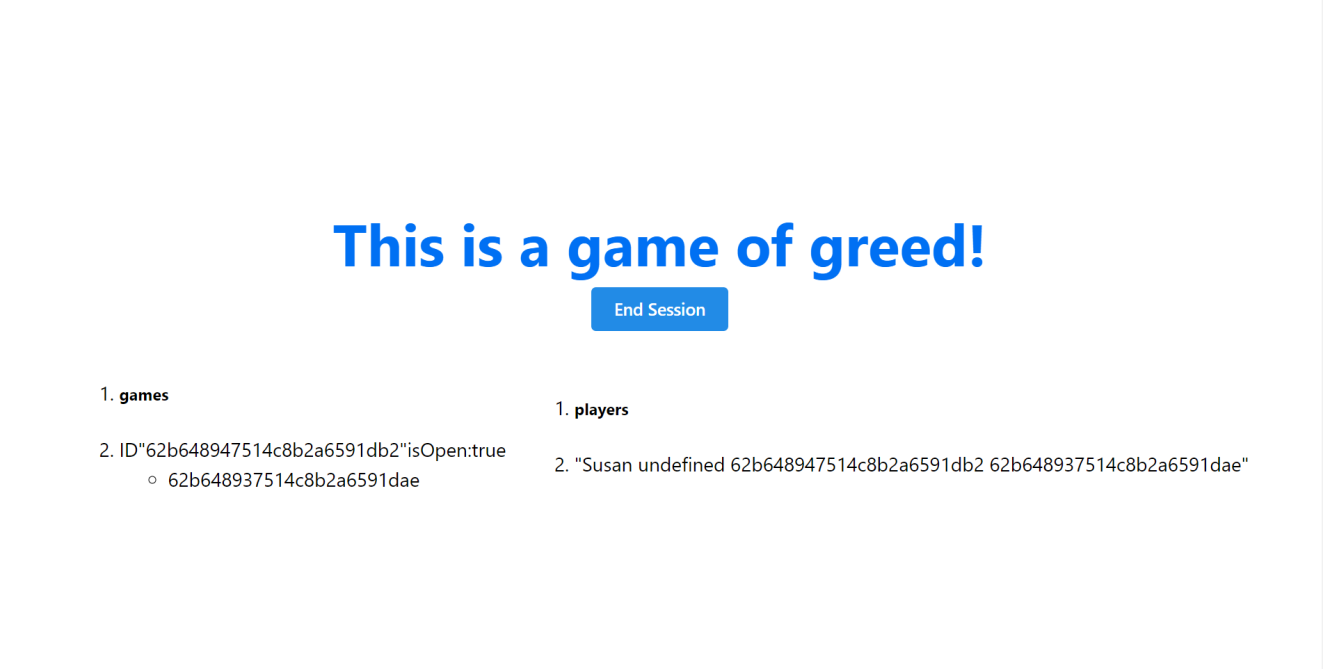 This is a game of greed!
End Session
1. games
2. ID"62b648947514c8b2a6591db2"isOpen:true
○ 62b648937514c8b2a6591dae
1. players
2. "Susan undefined 62b648947514c8b2a6591db2 62b648937514c8b2a6591dae"